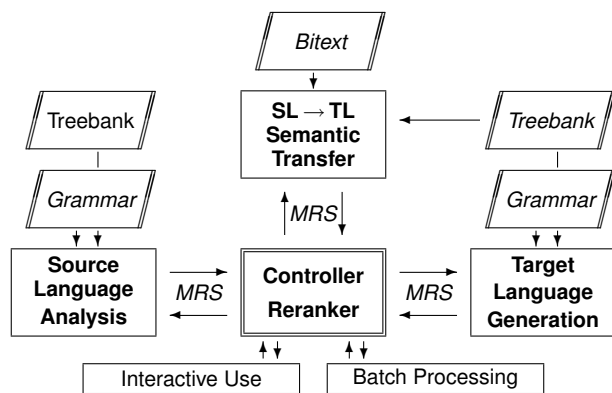 Bitext
Treebank
SL → TL
Semantic
Transfer
Treebank
Grammar
MRS
Grammar
Source
Language
Analysis
MRS
Controller
Reranker
MRS
Target
Language
Generation
Interactive Use
Batch Processing